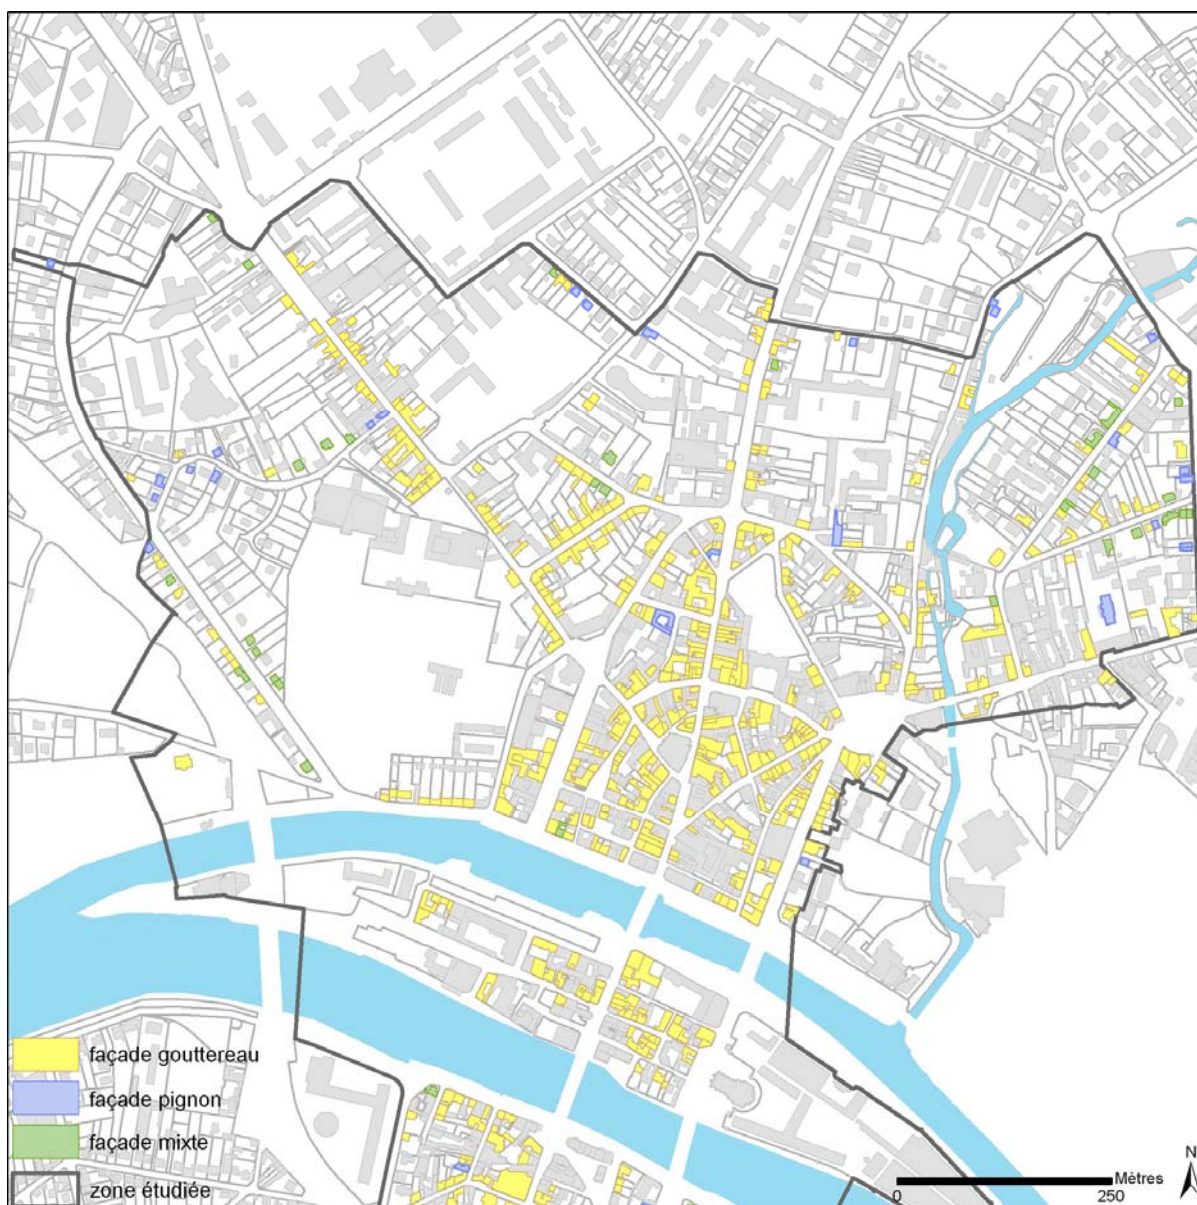 façade gouttereau
façade pignon
façade mixte
zone étudiée
N
Mètres
0
250